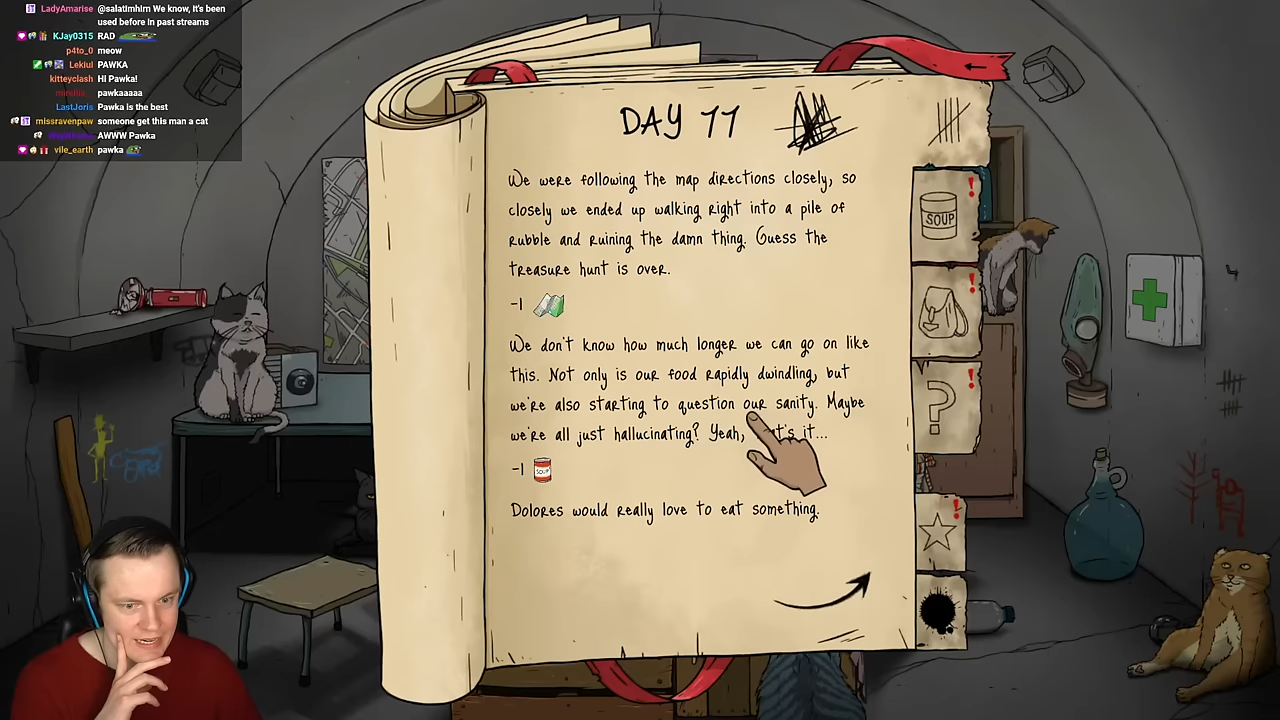 LadyAmarise @salatimhim We know, it's been
used before in past streams
KJay0315 RAD
p4to_0 meow
Lekiul PAWKA
kitteyclash Hi Pawka!
pawkaaaaa
LastJoris Pawka is the best
missravenpaw someone get this man a cat
AWWW Pawka
vile_earth pawka
DAY 11
We were following the map directions closely, so
closely we ended up walking right into a pile of
rubble and ruining the damn thing. Guess the
treasure hunt is over.
-1
We don't know how much longer we can go on like
this. Not only is our food rapidly dwindling, but
we're also starting to question our sanity. Maybe
we're all just hallucinating? Yeah, it...
-1 SOUP
Dolores would really love to eat something.
SOUP
!
!
?
!
!